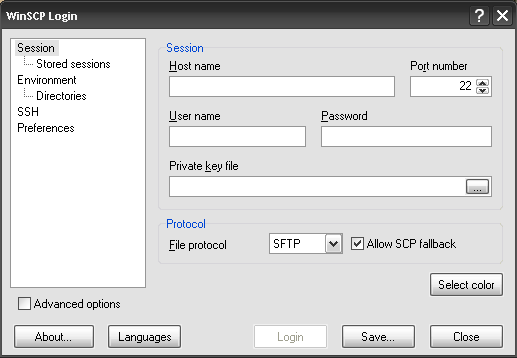 WinSCP Login
Session
Stored sessions
Environment
Directories
SSH
Preferences
Advanced options
Session
Host name
Port number
22
User name
Password
Private key file
...
Protocol
File protocol
SFTP
Allow SCP fallback
Select color
About...
Languages
Login
Save...
Close